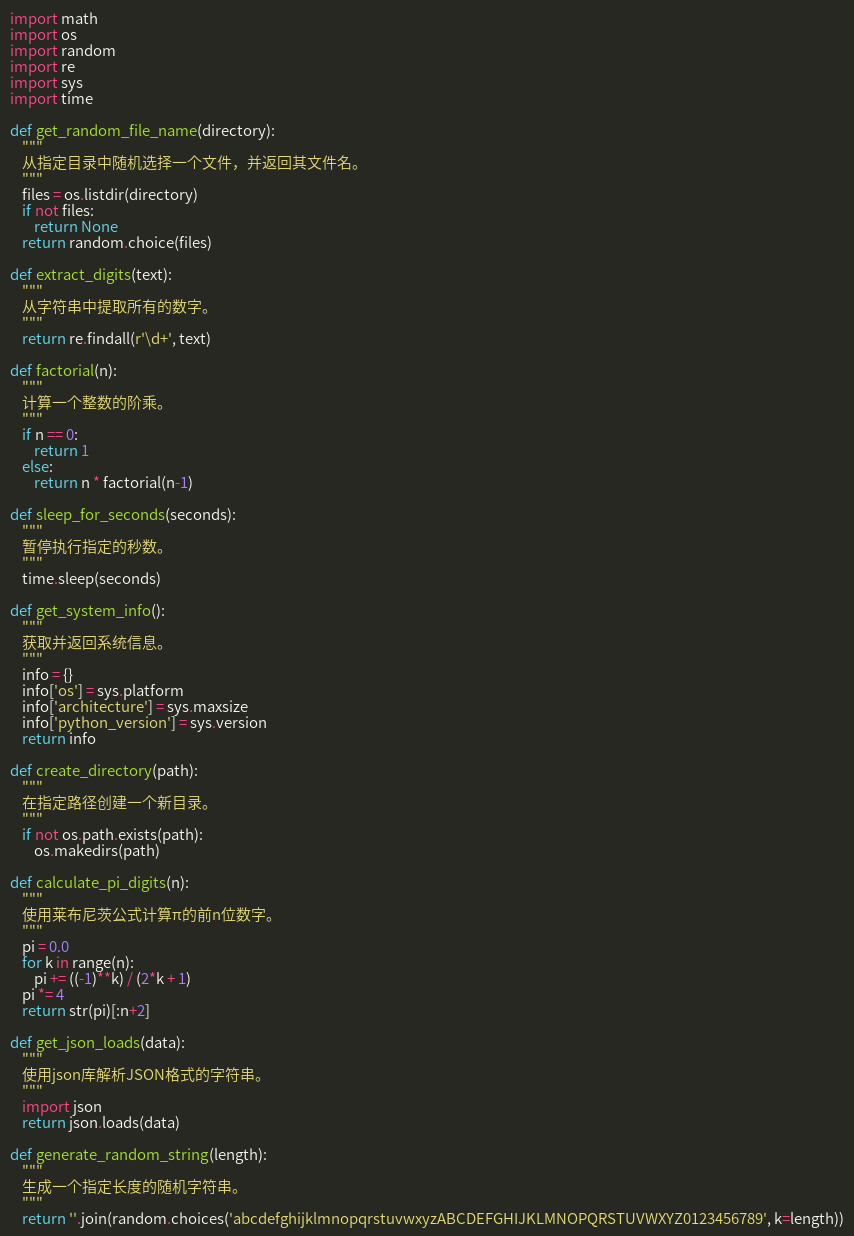 import math
import os
import random
import re
import sys
import time

def get_random_file_name(directory):
    """
    从指定目录中随机选择一个文件，并返回其文件名。
    """
    files = os.listdir(directory)
    if not files:
        return None
    return random.choice(files)

def extract_digits(text):
    """
    从字符串中提取所有的数字。
    """
    return re.findall(r'\d+', text)

def factorial(n):
    """
    计算一个整数的阶乘。
    """
    if n == 0:
        return 1
    else:
        return n * factorial(n-1)

def sleep_for_seconds(seconds):
    """
    暂停执行指定的秒数。
    """
    time.sleep(seconds)

def get_system_info():
    """
    获取并返回系统信息。
    """
    info = {}
    info['os'] = sys.platform
    info['architecture'] = sys.maxsize
    info['python_version'] = sys.version
    return info

def create_directory(path):
    """
    在指定路径创建一个新目录。
    """
    if not os.path.exists(path):
        os.makedirs(path)

def calculate_pi_digits(n):
    """
    使用莱布尼茨公式计算π的前n位数字。
    """
    pi = 0.0
    for k in range(n):
        pi += ((-1)**k) / (2*k + 1)
    pi *= 4
    return str(pi)[:n+2]

def get_json_loads(data):
    """
    使用json库解析JSON格式的字符串。
    """
    import json
    return json.loads(data)

def generate_random_string(length):
    """
    生成一个指定长度的随机字符串。
    """
    return ''.join(random.choices('abcdefghijklmnopqrstuvwxyzABCDEFGHIJKLMNOPQRSTUVWXYZ0123456789', k=length))